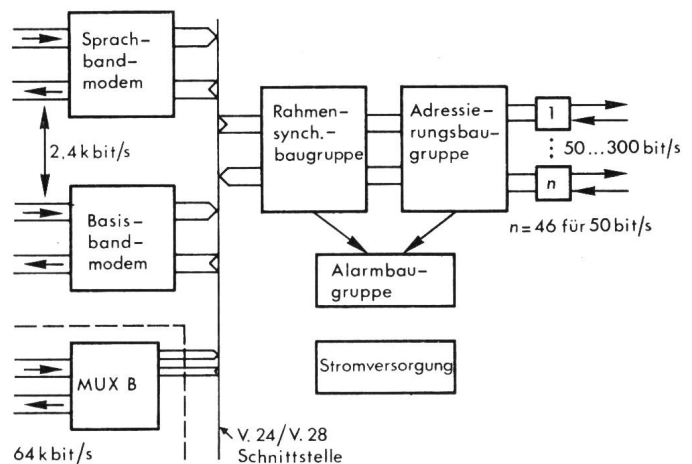 Sprach-
band-
modem
2,4 kbit/s
Basis-
band-
modem
MUX B
64 kbit/s
V. 24/V. 28
Schnittstelle
Rahmen-
synch.-
baugruppe
Adressie-
rungsbau-
gruppe
1
50...300 bit/s
n
n = 46 für 50 bit/s
Alarmbau-
gruppe
Stromversorgung